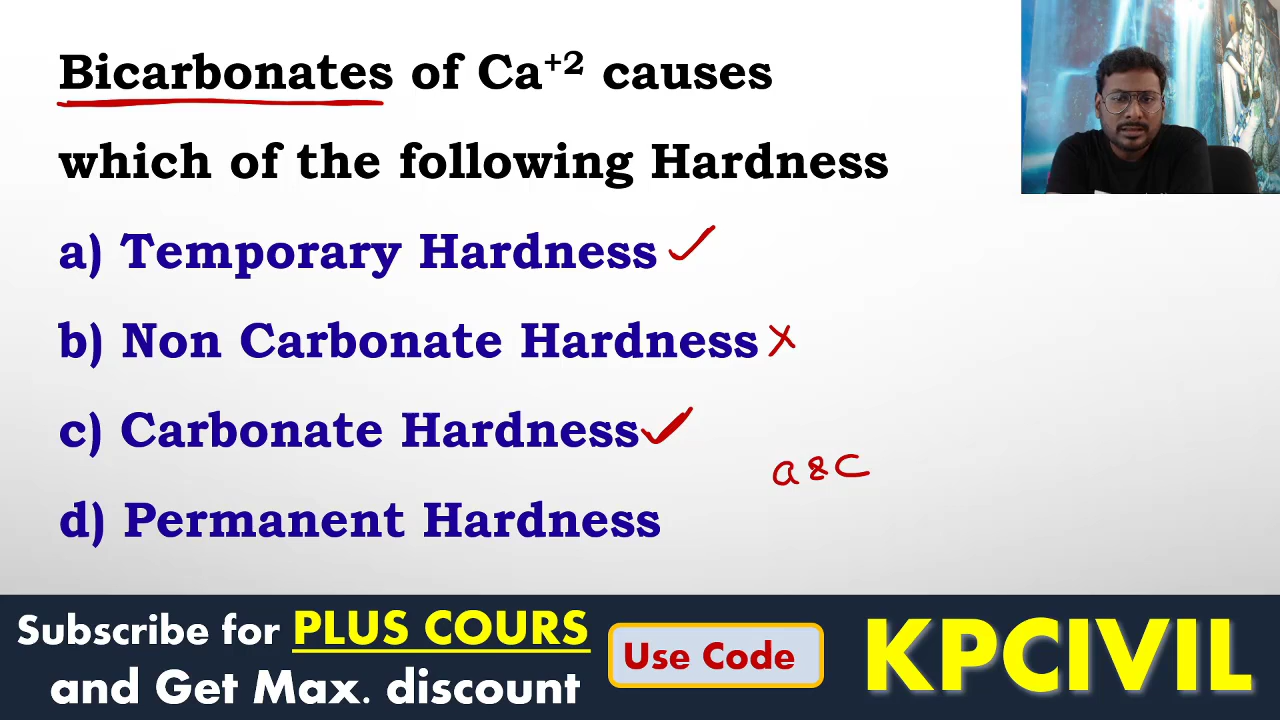 Bicarbonates of Ca⁺² causes
which of the following Hardness
a) Temporary Hardness ✓
b) Non Carbonate Hardness ✗
c) Carbonate Hardness ✓
a & c
d) Permanent Hardness
Subscribe for PLUS COURS
and Get Max. discount
Use Code
KPCIVIL